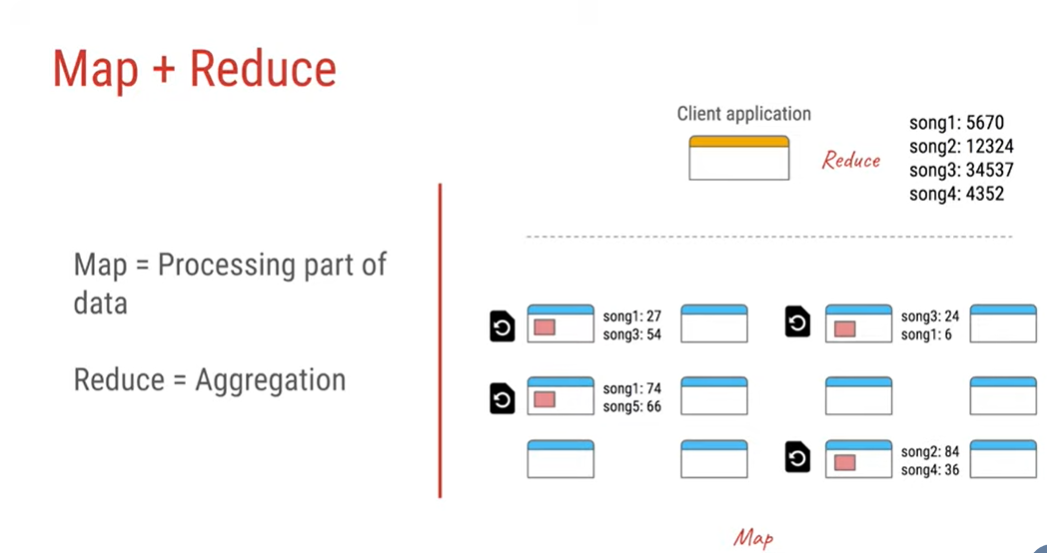 Map + Reduce
Client application
Reduce
song1: 5670
song2: 12324
song3: 34537
song4: 4352
Map = Processing part of
data
Reduce = Aggregation
song1: 27
song3: 54
song3: 24
song1: 6
song1: 74
song5: 66
song2: 84
song4: 36
Map